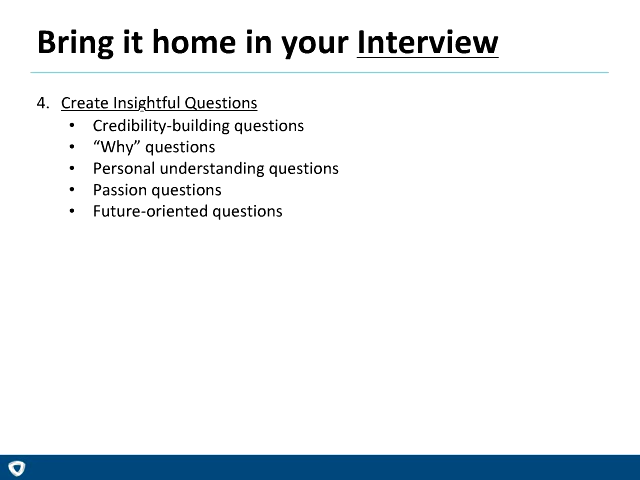 Bring it home in your Interview
4. Create Insightful Questions
• Credibility-building questions
• “Why” questions
• Personal understanding questions
• Passion questions
• Future-oriented questions